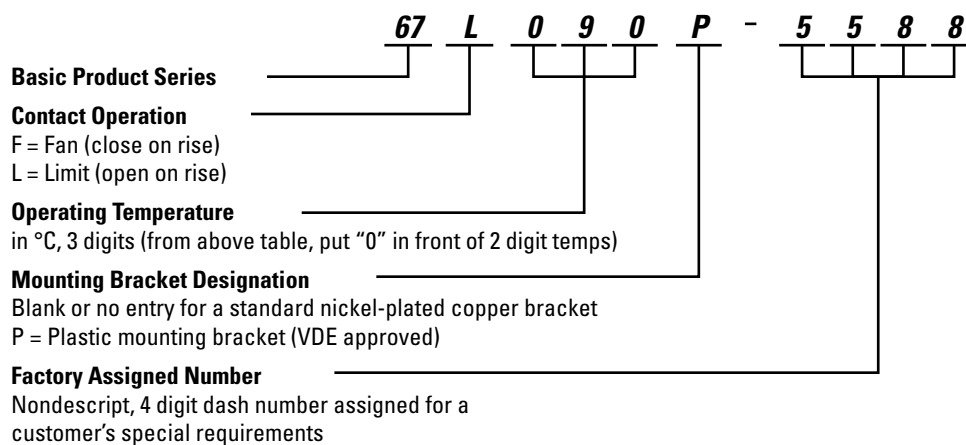 67 L 0 9 0 P - 5 5 8 8
Basic Product Series
Contact Operation
F = Fan (close on rise)
L = Limit (open on rise)
Operating Temperature
in °C, 3 digits (from above table, put “0” in front of 2 digit temps)
Mounting Bracket Designation
Blank or no entry for a standard nickel-plated copper bracket
P = Plastic mounting bracket (VDE approved)
Factory Assigned Number
Nondescript, 4 digit dash number assigned for a
customer’s special requirements